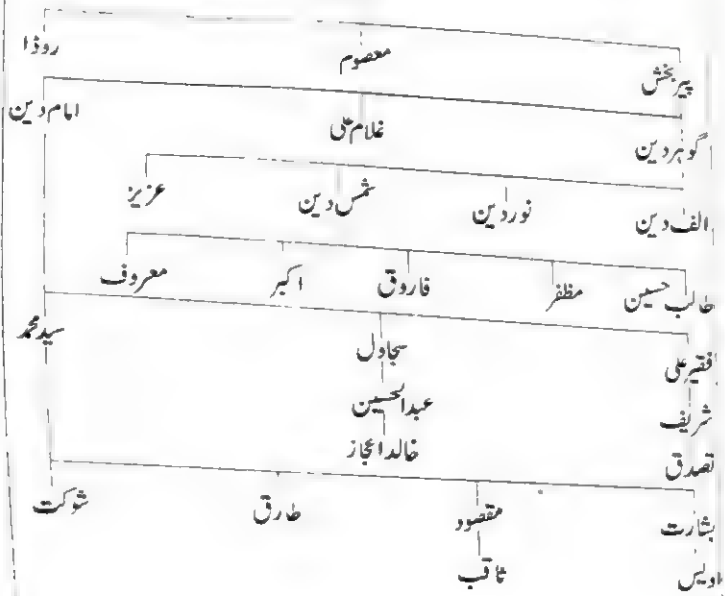 پیر بخش معصوم روڈا
گوہر دین غلام علی امام دین
الف دین نور دین شمس دین عزیز
طالب حسین مظفر فاروق اکبر معروف
فقیر علی سجاول سید محمد
شریف عبدالحسین
تصدق خالد اعجاز
بشارت مقصود طارق شوکت
اویس ثاقب